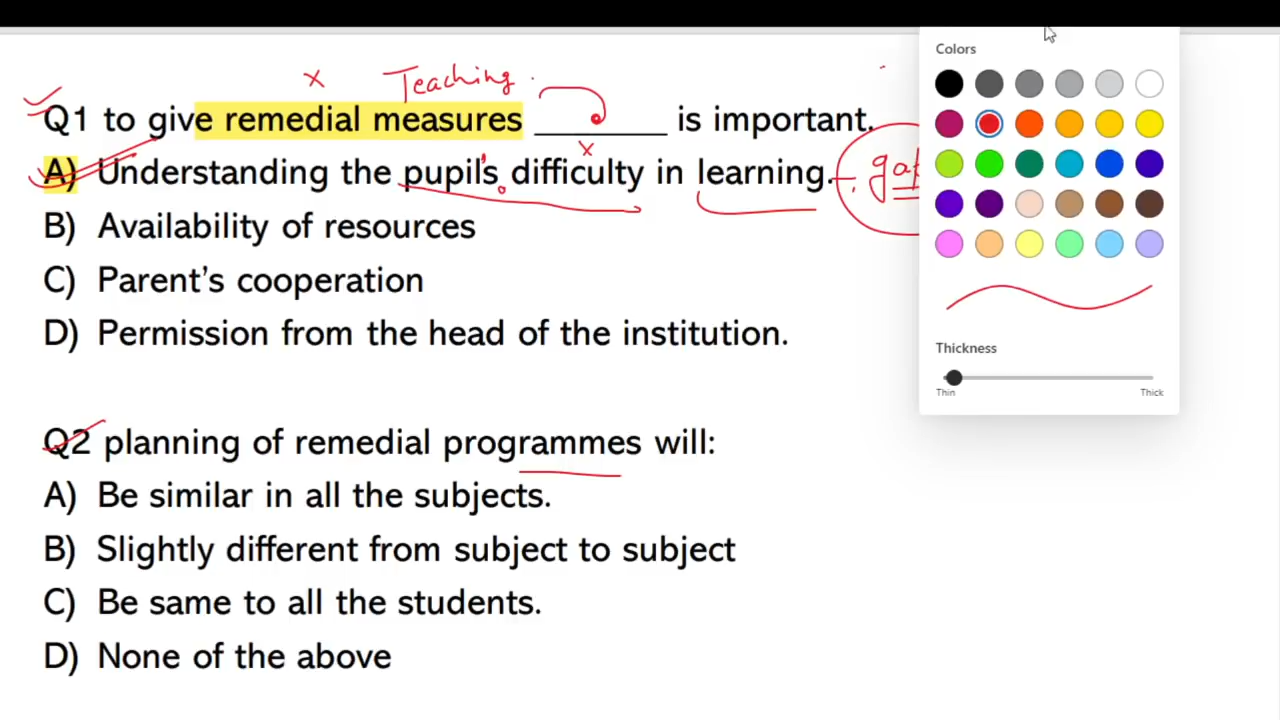 Colors
Teaching
Q1 to give remedial measures ________ is important.
A) Understanding the pupil's difficulty in learning.
B) Availability of resources
C) Parent's cooperation
D) Permission from the head of the institution.
Thickness
Thin Thick
Q2 planning of remedial programmes will:
A) Be similar in all the subjects.
B) Slightly different from subject to subject
C) Be same to all the students.
D) None of the above